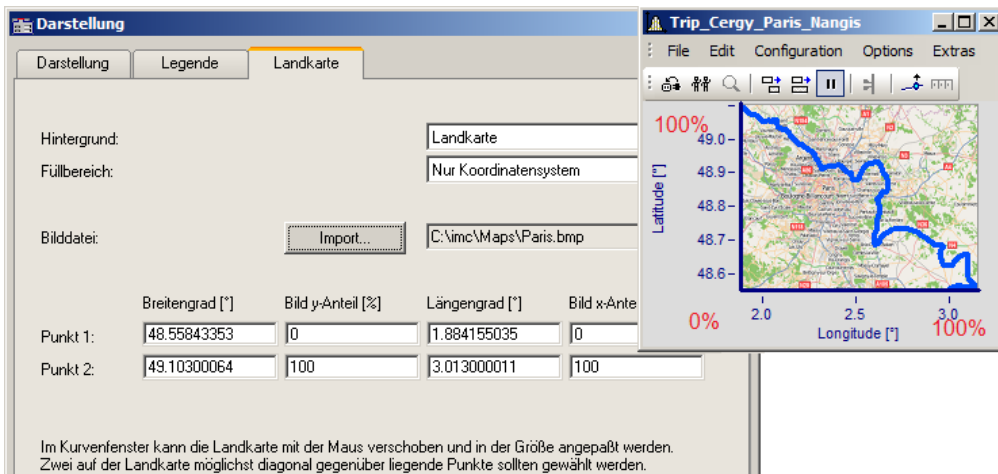 Darstellung
Darstellung Legende Landkarte
Hintergrund: Landkarte
Füllbereich: Nur Koordinatensystem
Bilddatei: Import... C:\imc\Maps\Paris.bmp
Breitengrad [°] Bild y-Anteil [%] Längengrad [°] Bild x-Ante
Punkt 1: 48.55843353 0 1.884155035 0
Punkt 2: 49.10300064 100 3.013000011 100
Im Kurvenfenster kann die Landkarte mit der Maus verschoben und in der Größe angepaßt werden.
Zwei auf der Landkarte möglichst diagonal gegenüber liegende Punkte sollten gewählt werden.
Trip_Cergy_Paris_Nangis
File Edit Configuration Options Extras
100%
49.0
48.9
48.8
48.7
48.6
Latitude [°]
Paris
0%
2.0 2.5 3.0
Longitude [°]
100%